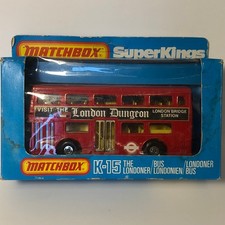 MATCHBOX SuperKings
VISIT THE London Dungeon LONDON BRIDGE STATION
MATCHBOX K-15 THE LONDONER/ /BUS LONDONIEN/ /LONDONER BUS